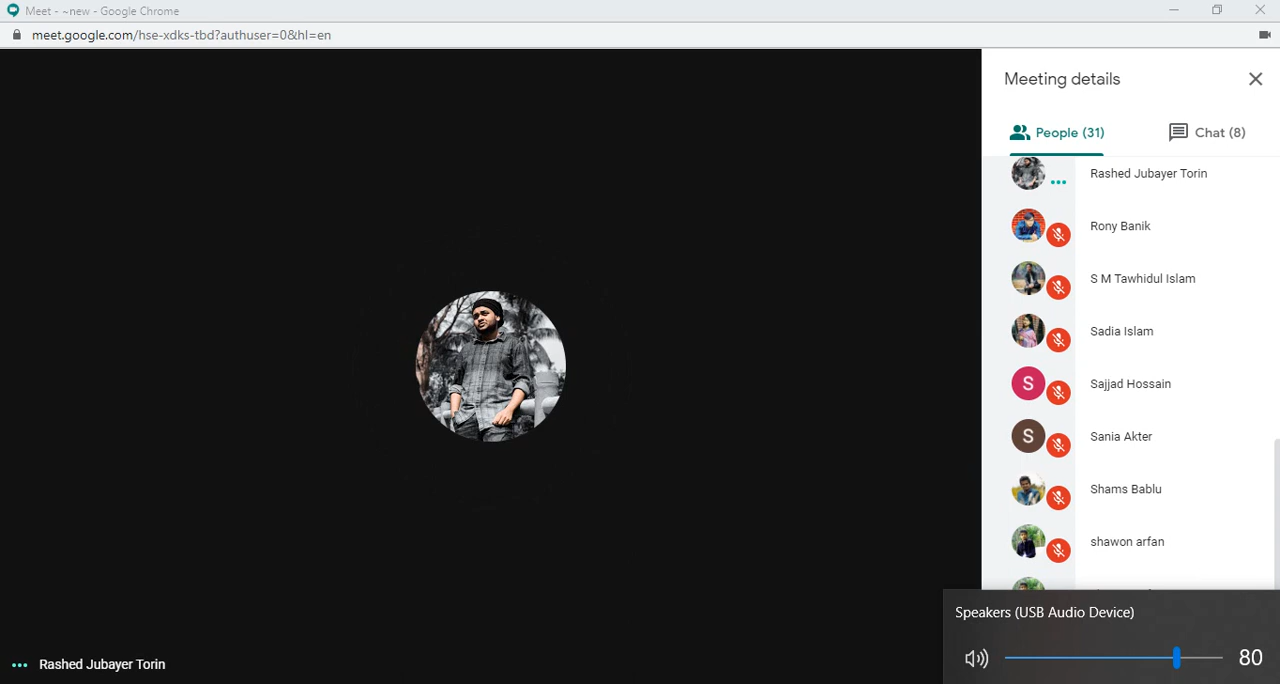 Meet - ~new - Google Chrome
meet.google.com/hse-xdks-tbd?authuser=0&hl=en
Meeting details
People (31)
Chat (8)
Rashed Jubayer Torin
Rony Banik
S M Tawhidul Islam
Sadia Islam
S
Sajjad Hossain
S
Sania Akter
Shams Bablu
shawon arfan
Speakers (USB Audio Device)
80
Rashed Jubayer Torin